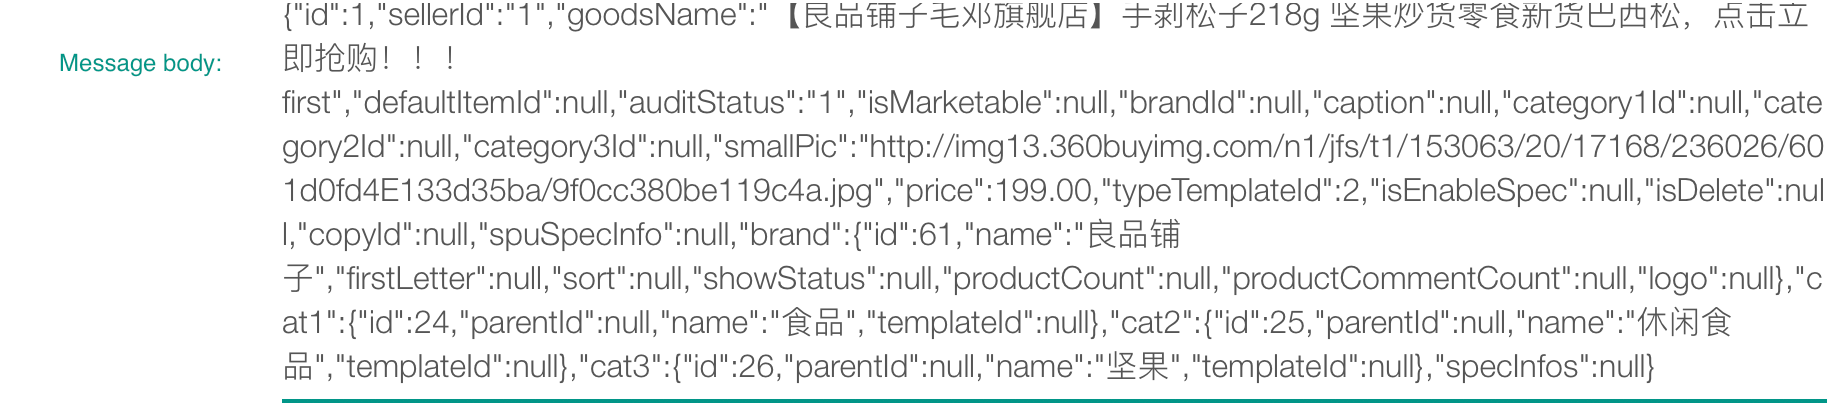 {"id":1,"sellerId":"1","goodsName":"【良品铺子毛邓旗舰店】手剥松子218g 坚果炒货零食新货巴西松，点击立
Message body:
即抢购！！！
first","defaultItemId":null,"auditStatus":"1","isMarketable":null,"brandId":null,"caption":null,"category1Id":null,"cate
gory2Id":null,"category3Id":null,"smallPic":"http://img13.360buyimg.com/n1/jfs/t1/153063/20/17168/236026/60
1d0fd4E133d35ba/9f0cc380be119c4a.jpg","price":199.00,"typeTemplateId":2,"isEnableSpec":null,"isDelete":nul
l,"copyId":null,"spuSpecInfo":null,"brand":{"id":61,"name":"良品铺
子","firstLetter":null,"sort":null,"showStatus":null,"productCount":null,"productCommentCount":null,"logo":null},"c
at1":{"id":24,"parentId":null,"name":"食品","templateId":null},"cat2":{"id":25,"parentId":null,"name":"休闲食
品","templateId":null},"cat3":{"id":26,"parentId":null,"name":"坚果","templateId":null},"specInfos":null}